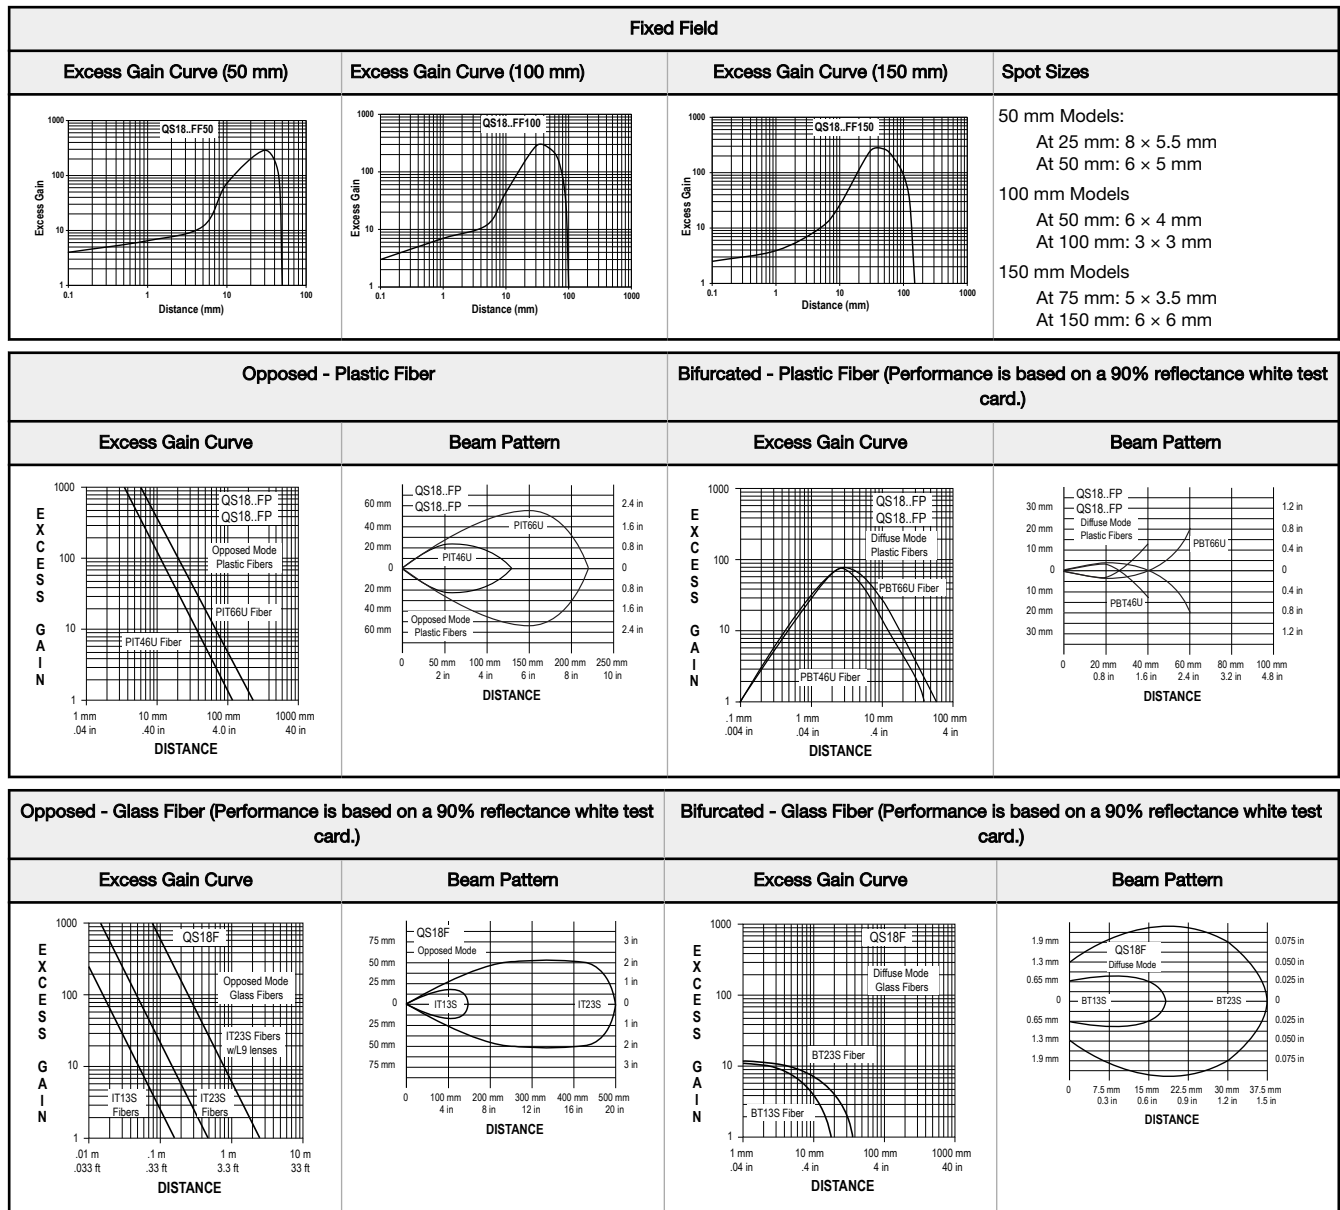 Fixed Field
Excess Gain Curve (50 mm)
Excess Gain Curve (100 mm)
Excess Gain Curve (150 mm)
Spot Sizes
1000
100
10
1
Excess Gain
QS18..FF50
0.1 1 10 100
Distance (mm)
1000
100
10
1
Excess Gain
QS18..FF100
0.1 1 10 100 1000
Distance (mm)
1000
100
10
1
Excess Gain
QS18..FF150
0.1 1 10 100 1000
Distance (mm)
50 mm Models:
At 25 mm: 8 × 5.5 mm
At 50 mm: 6 × 5 mm
100 mm Models
At 50 mm: 6 × 4 mm
At 100 mm: 3 × 3 mm
150 mm Models
At 75 mm: 5 × 3.5 mm
At 150 mm: 6 × 6 mm
Opposed - Plastic Fiber
Bifurcated - Plastic Fiber (Performance is based on a 90% reflectance white test
card.)
Excess Gain Curve
Beam Pattern
Excess Gain Curve
Beam Pattern
EXCESS GAIN
1000
100
10
1
QS18..FP
QS18..FP
Opposed Mode
Plastic Fibers
PIT66U Fiber
PIT46U Fiber
1 mm 10 mm 100 mm 1000 mm
.04 in .40 in 4.0 in 40 in
DISTANCE
QS18..FP
QS18..FP
60 mm 2.4 in
40 mm 1.6 in
20 mm 0.8 in
0 0
20 mm 0.8 in
40 mm 1.6 in
60 mm 2.4 in
PIT66U
PIT46U
Opposed Mode
Plastic Fibers
0 50 mm 100 mm 150 mm 200 mm 250 mm
2 in 4 in 6 in 8 in 10 in
DISTANCE
EXCESS GAIN
1000
100
10
1
QS18..FP
QS18..FP
Diffuse Mode
Plastic Fibers
PBT66U Fiber
PBT46U Fiber
.1 mm 1 mm 10 mm 100 mm
.004 in .04 in .4 in 4 in
DISTANCE
QS18..FP
QS18..FP
Diffuse Mode
Plastic Fibers
30 mm 1.2 in
20 mm 0.8 in
10 mm 0.4 in
0 0
10 mm 0.4 in
20 mm 0.8 in
30 mm 1.2 in
PBT66U
PBT46U
0 20 mm 40 mm 60 mm 80 mm 100 mm
0.8 in 1.6 in 2.4 in 3.2 in 4.8 in
DISTANCE
Opposed - Glass Fiber (Performance is based on a 90% reflectance white test
card.)
Bifurcated - Glass Fiber (Performance is based on a 90% reflectance white test
card.)
Excess Gain Curve
Beam Pattern
Excess Gain Curve
Beam Pattern
EXCESS GAIN
1000
100
10
1
QS18F
Opposed Mode
Glass Fibers
IT23S Fibers
w/L9 lenses
IT13S
Fibers
IT23S
Fibers
.01 m .1 m 1 m 10 m
.033 ft .33 ft 3.3 ft 33 ft
DISTANCE
QS18F
Opposed Mode
75 mm 3 in
50 mm 2 in
25 mm 1 in
0 0
25 mm 1 in
50 mm 2 in
75 mm 3 in
IT13S
IT23S
0 100 mm 200 mm 300 mm 400 mm 500 mm
4 in 8 in 12 in 16 in 20 in
DISTANCE
EXCESS GAIN
1000
100
10
1
QS18F
Diffuse Mode
Glass Fibers
BT23S Fiber
BT13S Fiber
1 mm 10 mm 100 mm 1000 mm
.04 in .4 in 4 in 40 in
DISTANCE
QS18F
Diffuse Mode
1.9 mm 0.075 in
1.3 mm 0.050 in
0.65 mm 0.025 in
0 0
0.65 mm 0.025 in
1.3 mm 0.050 in
1.9 mm 0.075 in
BT13S
BT23S
0 7.5 mm 15 mm 22.5 mm 30 mm 37.5 mm
0.3 in 0.6 in 0.9 in 1.2 in 1.5 in
DISTANCE